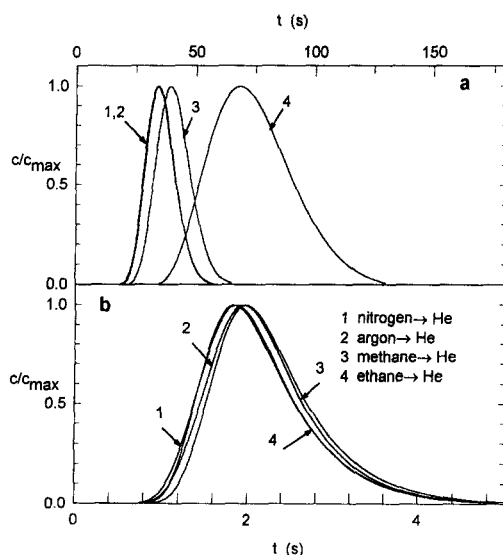 t (s)
0 50 100 150
a
1.0
1,2
3
4
c/c_max
0.5
0.0
b
1.0
1 nitrogen→ He
2 argon→ He
3 methane→ He
4 ethane→ He
2
3
c/c_max
0.5
1
4
0.0
0 2 4
t (s)